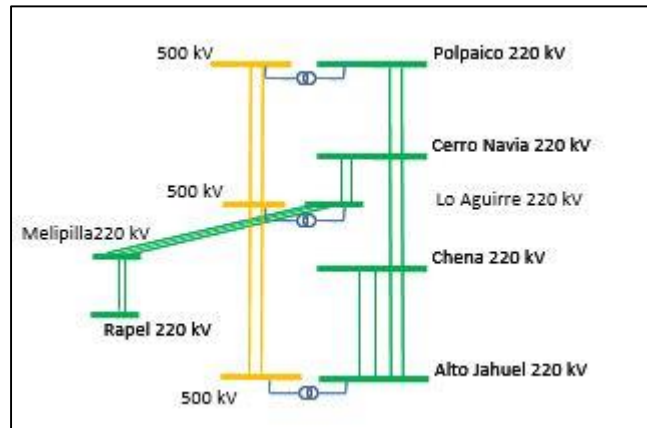 500 kV
Polpaico 220 kV
Cerro Navia 220 kV
500 kV
Lo Aguirre 220 kV
Melipilla220 kV
Chena 220 kV
Rapel 220 kV
Alto Jahuel 220 kV
500 kV